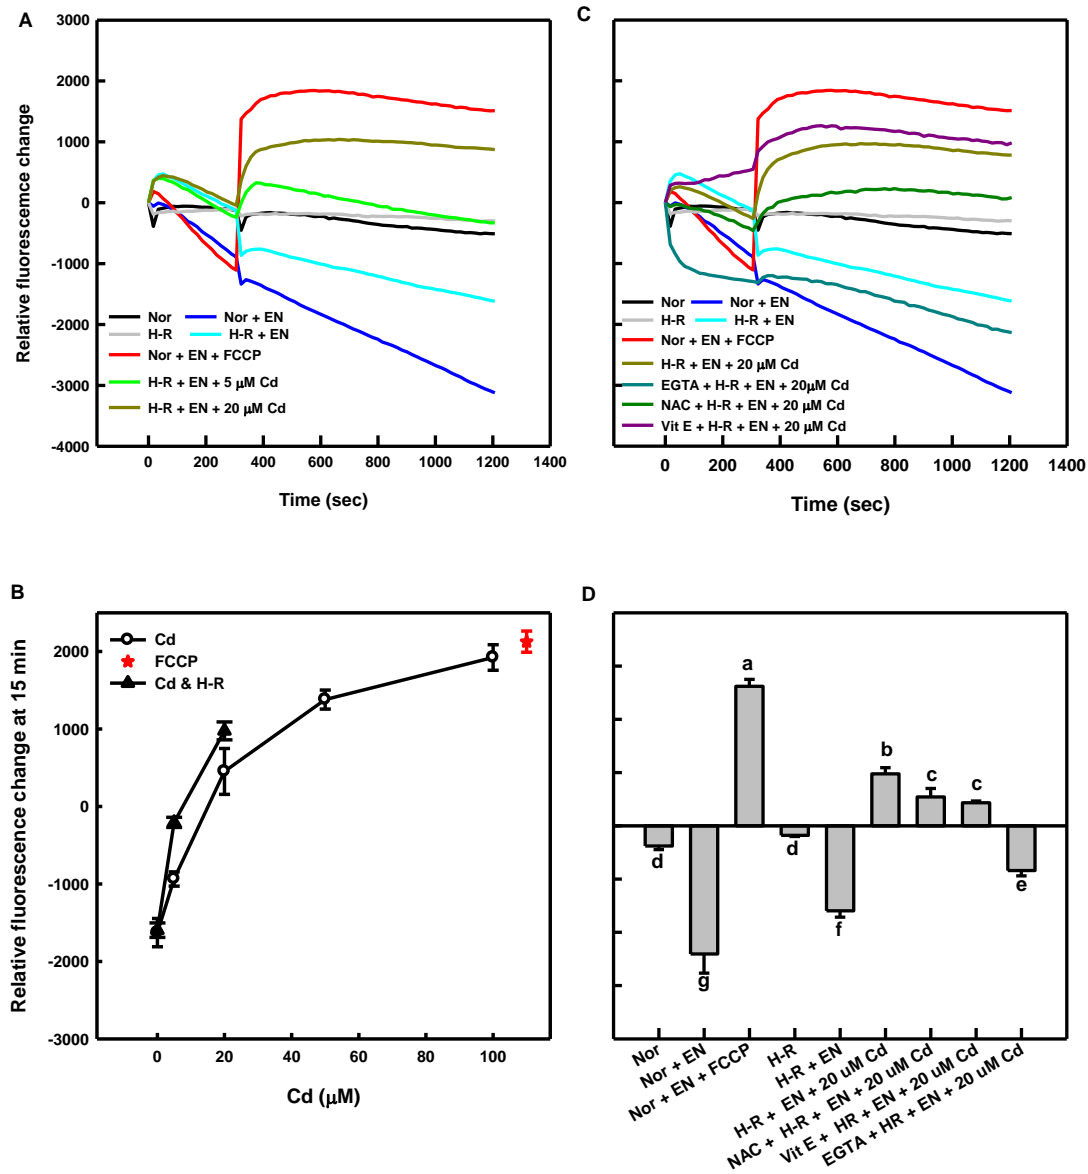 A
3000
2000
1000
0
-1000
-2000
-3000
-4000
Relative fluorescence change
Nor
Nor + EN
H-R
H-R + EN
Nor + EN + FCCP
H-R + EN + 5 μM Cd
H-R + EN + 20 μM Cd
0 200 400 600 800 1000 1200 1400
Time (sec)
C
Nor
Nor + EN
H-R
H-R + EN
Nor + EN + FCCP
H-R + EN + 20 μM Cd
EGTA + H-R + EN + 20μM Cd
NAC + H-R + EN + 20 μM Cd
Vit E + H-R + EN + 20 μM Cd
0 200 400 600 800 1000 1200 1400
Time (sec)
B
2000
1000
0
-1000
-2000
-3000
Relative fluorescence change at 15 min
Cd
FCCP
Cd & H-R
0 20 40 60 80 100
Cd (μM)
D
a
b
c
c
d
d
e
f
g
Nor
Nor + EN
Nor + EN + FCCP
H-R
H-R + EN
H-R + EN + 20 uM Cd
NAC + H-R + EN + 20 uM Cd
Vit E + HR + EN + 20 uM Cd
EGTA + HR + EN + 20 uM Cd